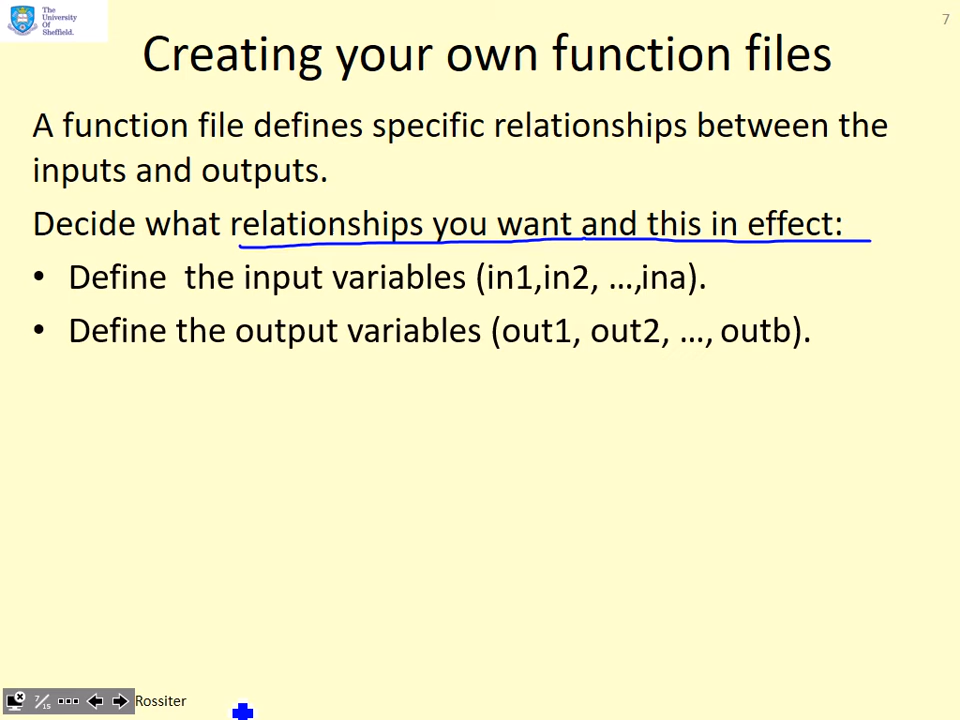 The
University
Of
Sheffield.
7
Creating your own function files
A function file defines specific relationships between the
inputs and outputs.
Decide what relationships you want and this in effect:
• Define  the input variables (in1,in2, …,ina).
• Define the output variables (out1, out2, …, outb).
7/15
Rossiter